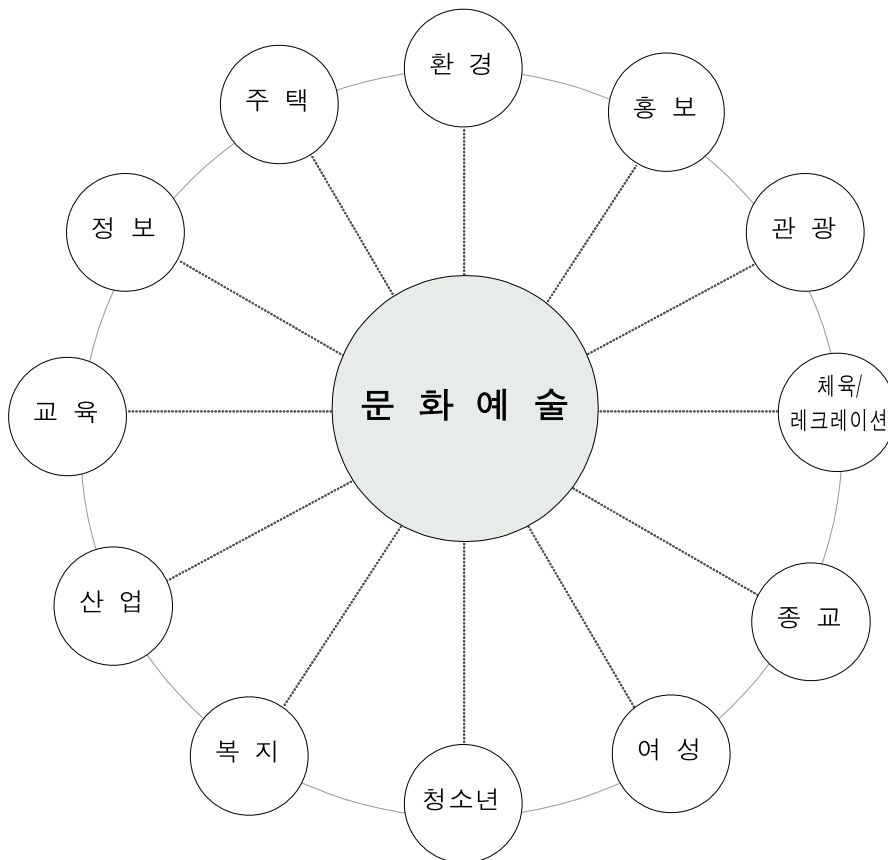 환 경
홍 보
관 광
체육/
레크레이션
종 교
여 성
청소년
복 지
산 업
교 육
정 보
주 택
문 화 예 술